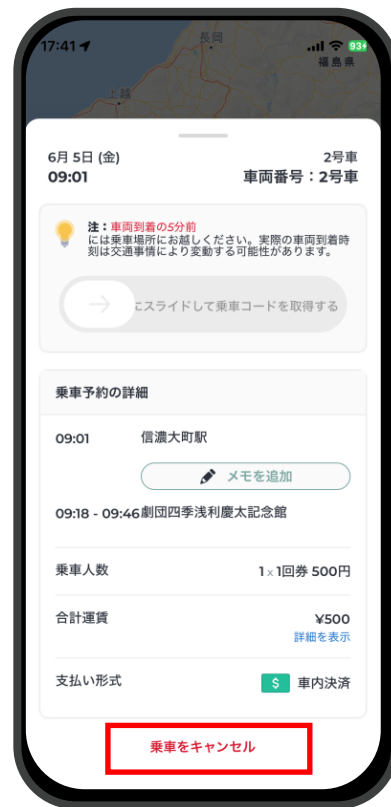 17:41
93
長岡
福島県
上越
6月 5日 (金)
2号車
09:01
車両番号：2号車
注：車両到着の5分前
には乗車場所にお越しください。実際の車両到着時
刻は交通事情により変動する可能性があります。
にスライドして乗車コードを取得する
乗車予約の詳細
09:01 信濃大町駅
メモを追加
09:18 - 09:46 劇団四季浅利慶太記念館
乗車人数 1 x 1回券 500円
合計運賃 ¥500
詳細を表示
支払い形式 $ 車内決済
乗車をキャンセル